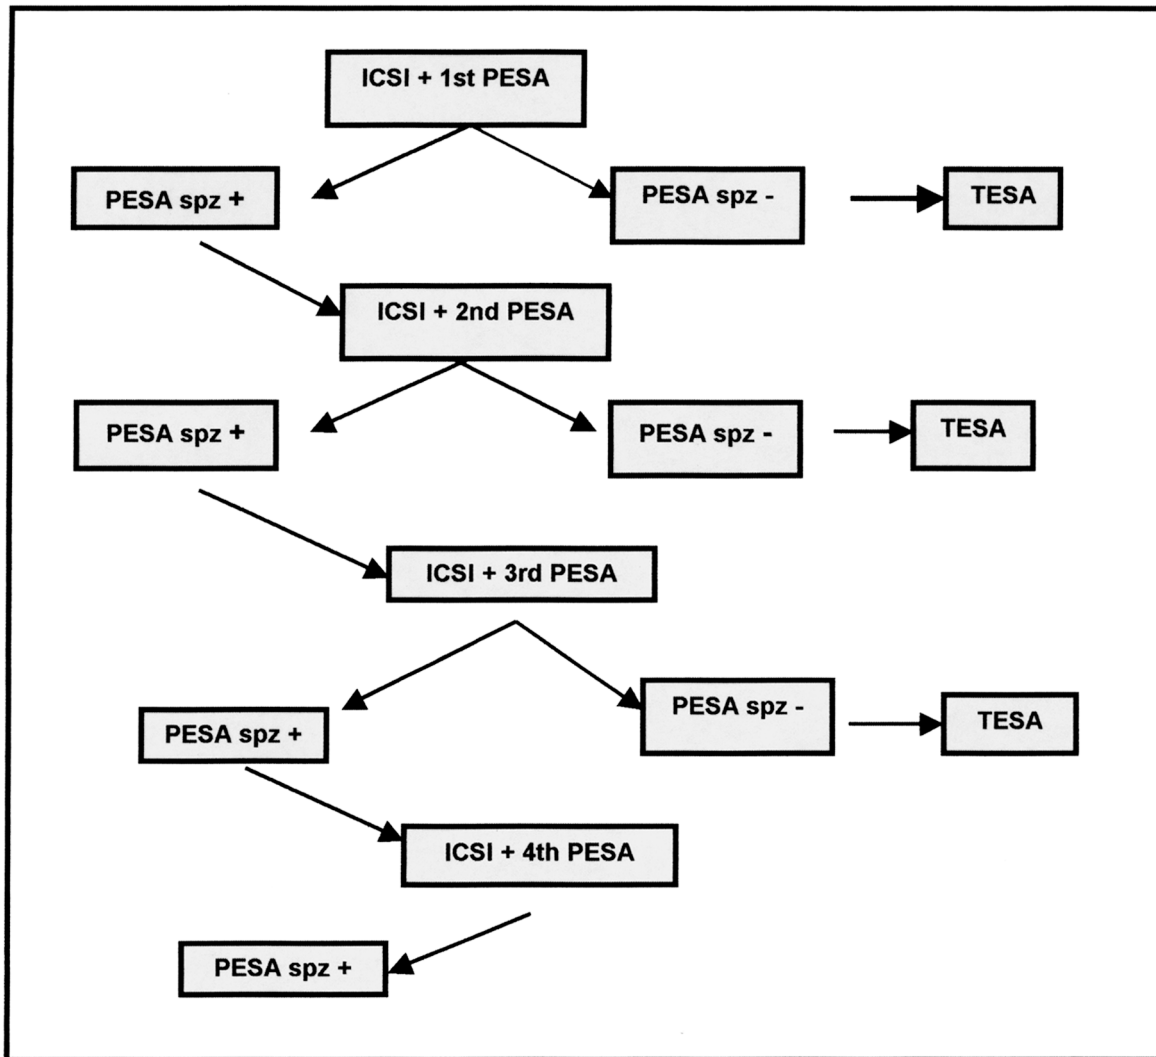 ICSI + 1st PESA
PESA spz +
PESA spz -
TESA
ICSI + 2nd PESA
PESA spz +
PESA spz -
TESA
ICSI + 3rd PESA
PESA spz +
PESA spz -
TESA
ICSI + 4th PESA
PESA spz +